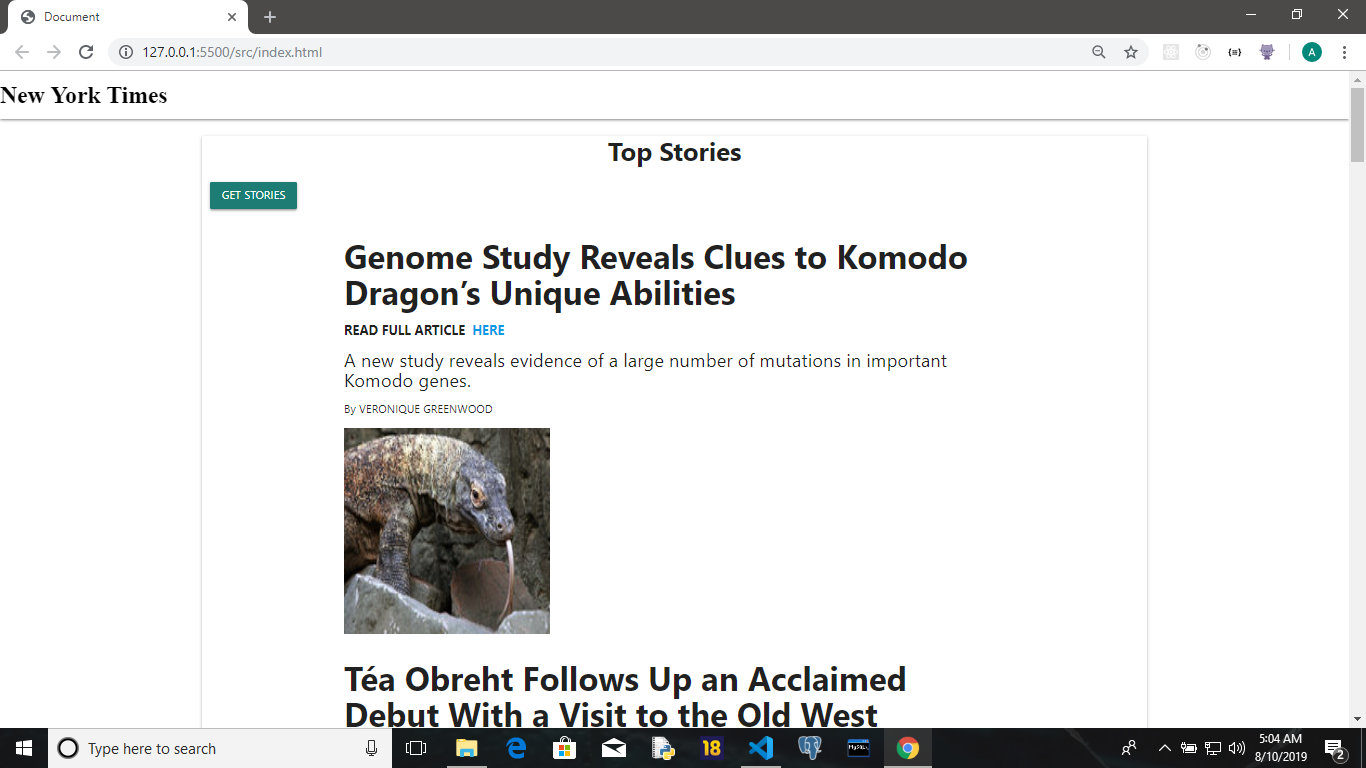 Document
127.0.0.1:5500/src/index.html
A
New York Times
Top Stories
GET STORIES
Genome Study Reveals Clues to Komodo
Dragon’s Unique Abilities
READ FULL ARTICLE HERE
A new study reveals evidence of a large number of mutations in important
Komodo genes.
By VERONIQUE GREENWOOD
Téa Obreht Follows Up an Acclaimed
Debut With a Visit to the Old West
Type here to search
18
MySQL
5:04 AM
8/10/2019
2